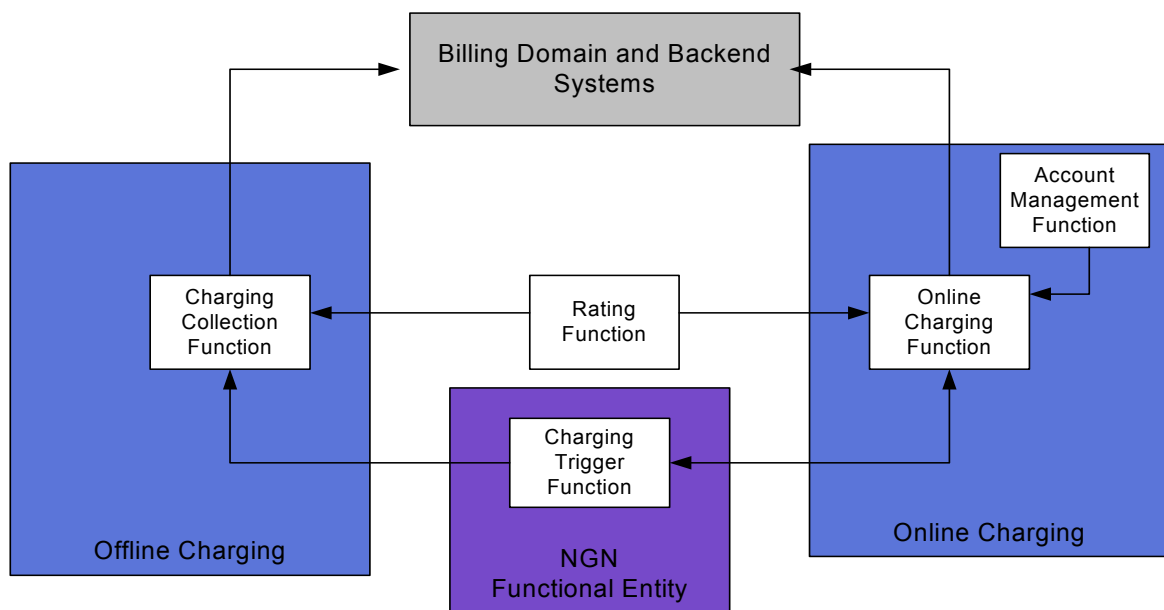 Billing Domain and Backend
Systems
Account
Management
Function
Charging
Collection
Function
Rating
Function
Online
Charging
Function
Charging
Trigger
Function
Offline Charging
NGN
Functional Entity
Online Charging